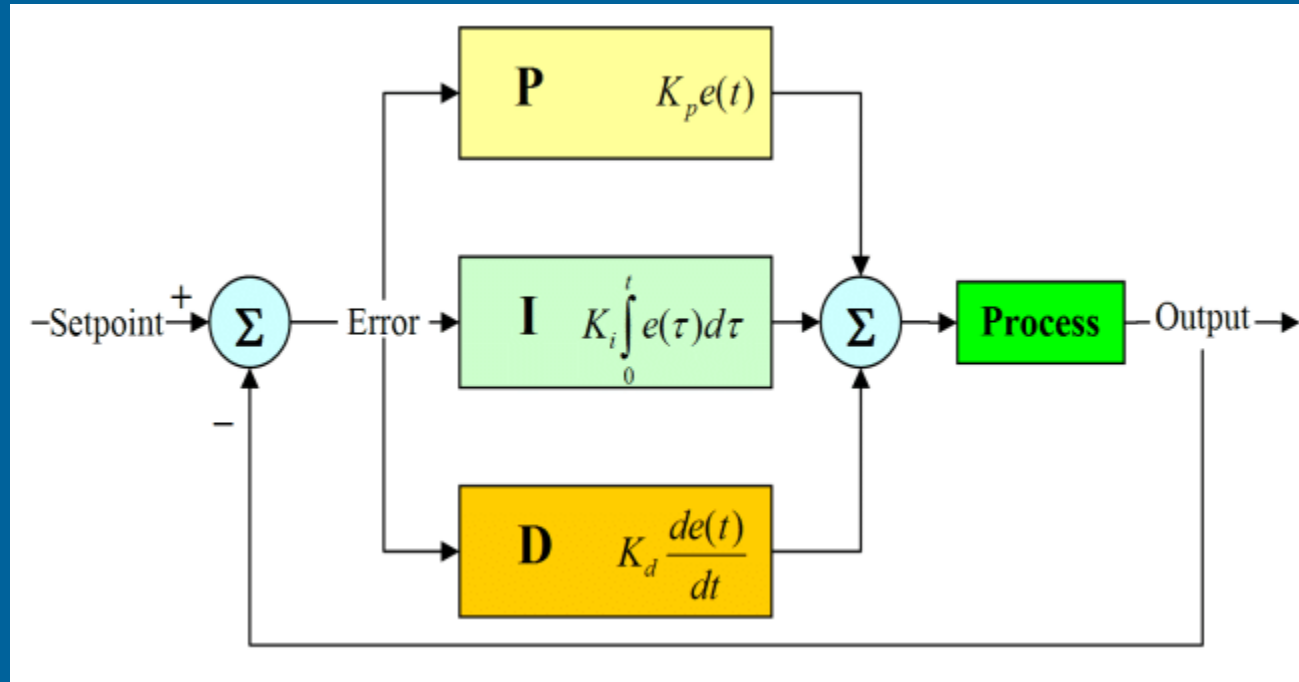 P K_p e(t)
–Setpoint + Σ Error I K_i ∫_0^t e(τ)dτ Σ Process Output
–
D K_d de(t)/dt